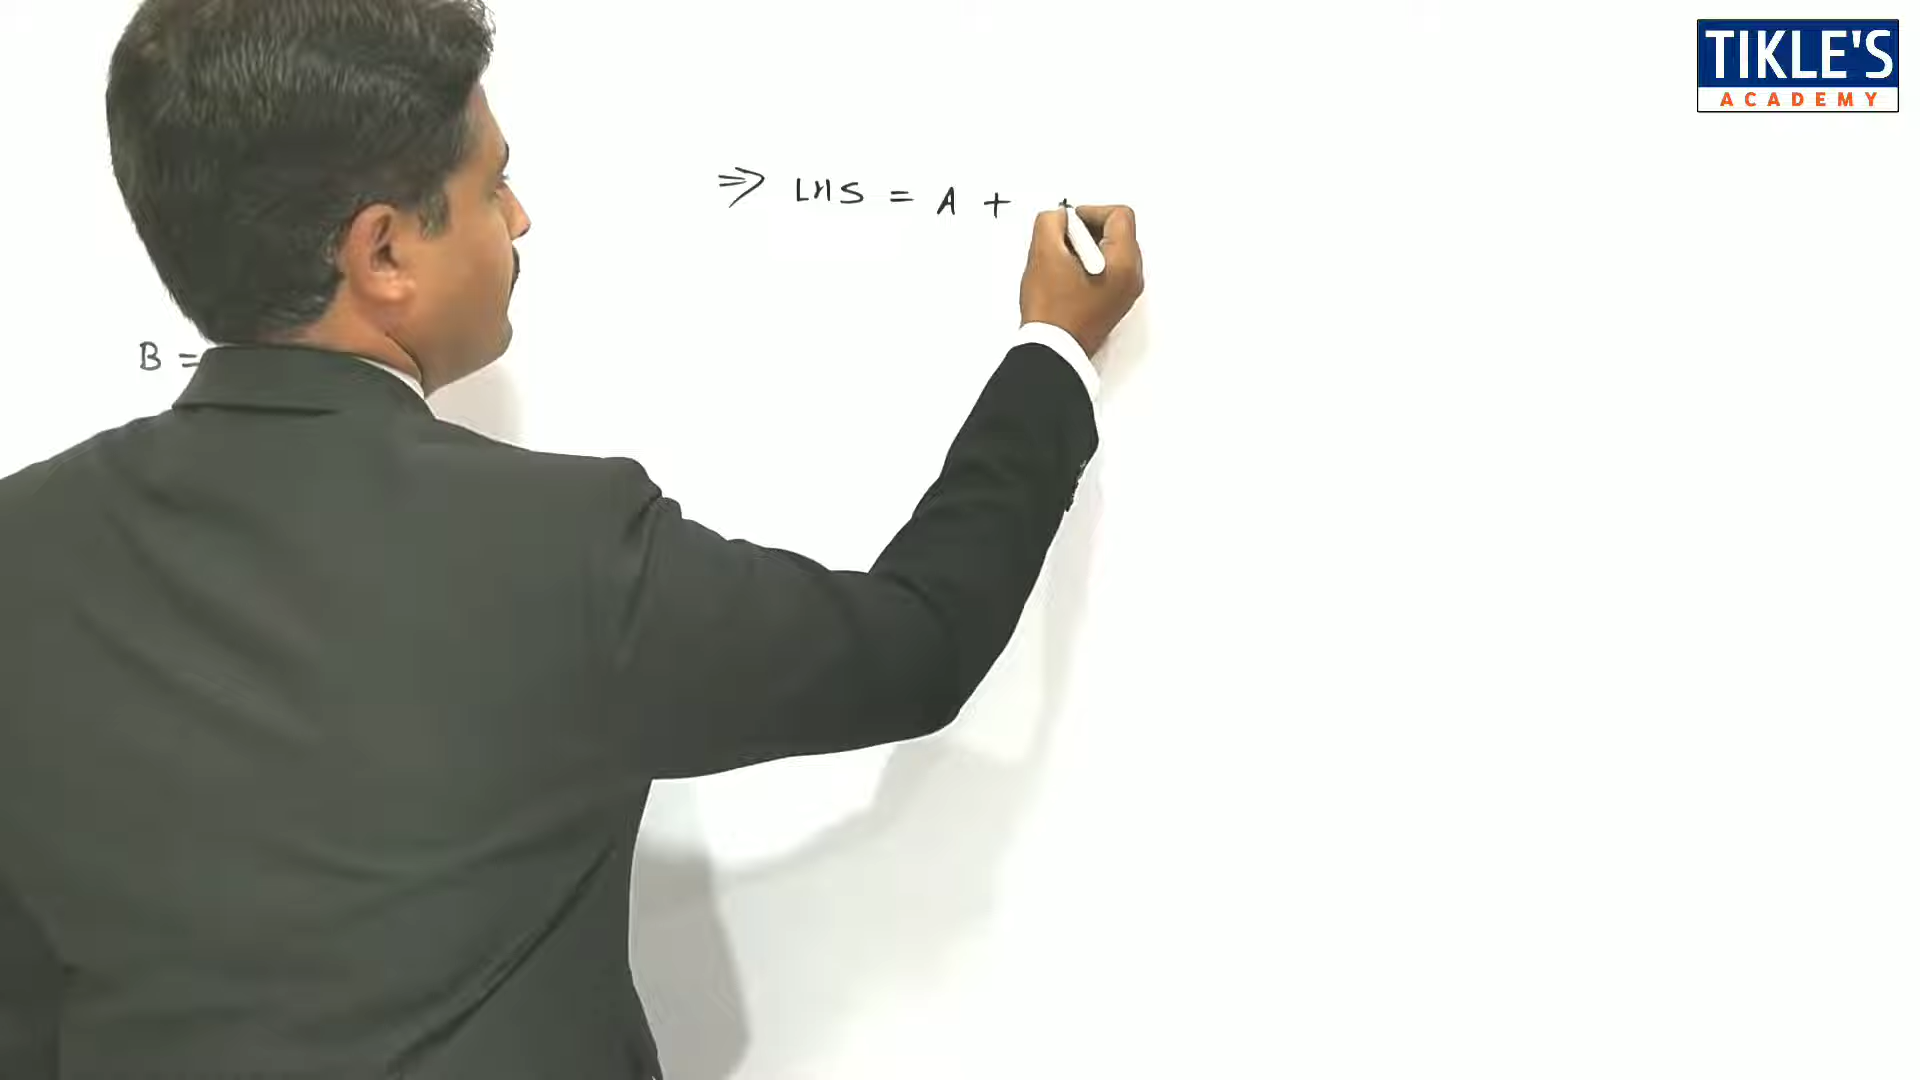 TIKLE'S
ACADEMY
⇒ LHS = A +
B =